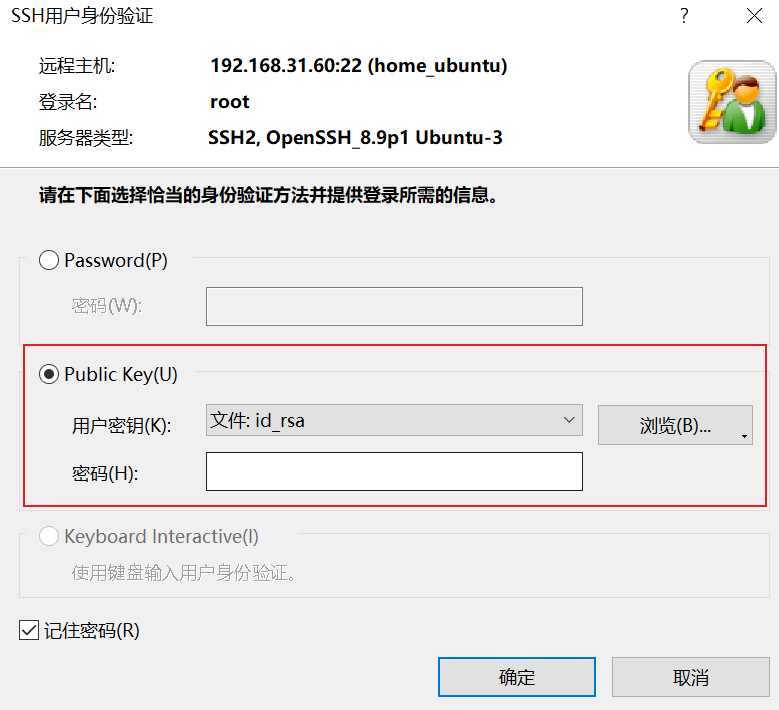 SSH用户身份验证 ?
远程主机: 192.168.31.60:22 (home_ubuntu)
登录名: root
服务器类型: SSH2, OpenSSH_8.9p1 Ubuntu-3
请在下面选择恰当的身份验证方法并提供登录所需的信息。
Password(P)
密码(W):
Public Key(U)
用户密钥(K): 文件: id_rsa 浏览(B)...
密码(H):
Keyboard Interactive(I)
使用键盘输入用户身份验证。
记住密码(R)
确定 取消